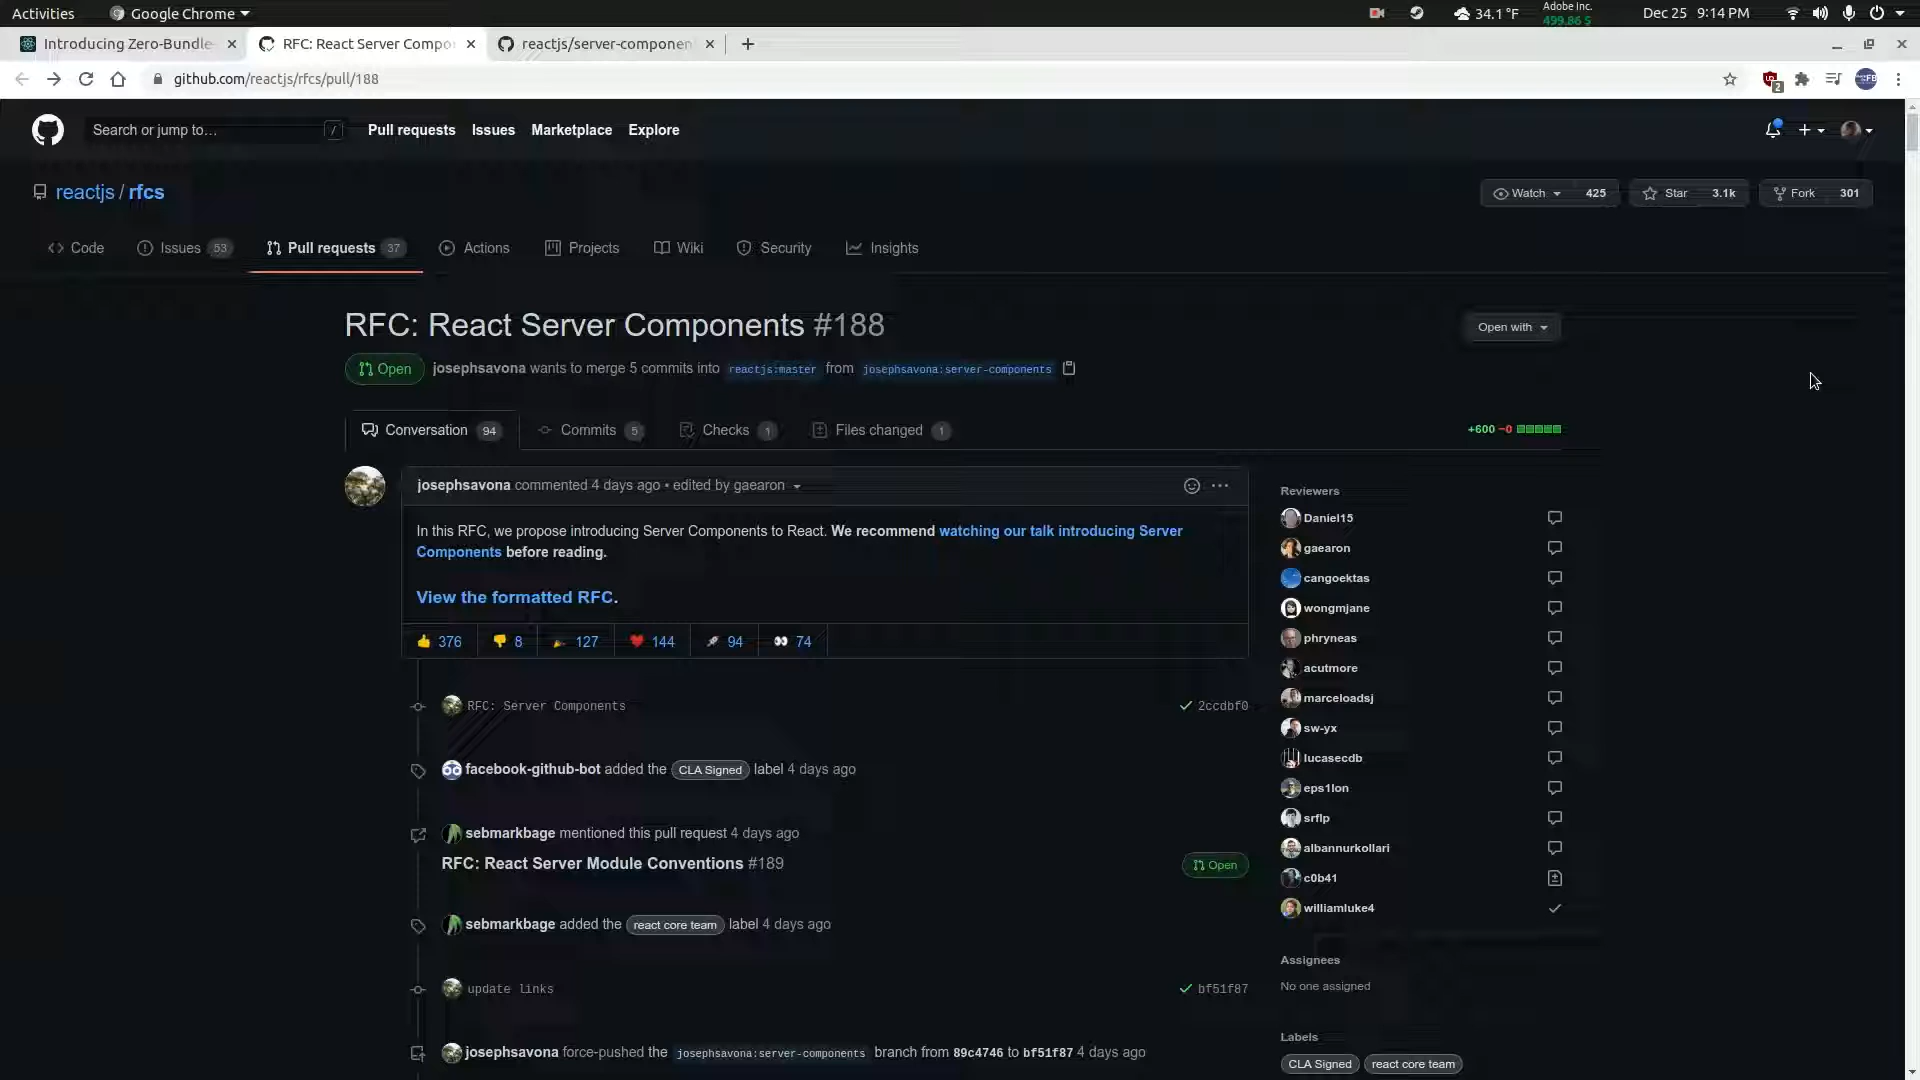 Activities
Google Chrome
34.1 °F
Adobe Inc.
499.86 $
Dec 25 9:14 PM
Introducing Zero-Bundle-
RFC: React Server Compo
reactjs/server-componen
github.com/reactjs/rfcs/pull/188
2
FB
Search or jump to…
/
Pull requests
Issues
Marketplace
Explore
reactjs / rfcs
Watch 425
Star 3.1k
Fork 301
Code
Issues 53
Pull requests 37
Actions
Projects
Wiki
Security
Insights
RFC: React Server Components #188
Open with
Open
josephsavona wants to merge 5 commits into reactjs:master from josephsavona:server-components
Conversation 94
Commits 5
Checks 1
Files changed 1
+600 −0
josephsavona commented 4 days ago • edited by gaearon
In this RFC, we propose introducing Server Components to React. We recommend watching our talk introducing Server
Components before reading.
View the formatted RFC.
376
8
127
144
94
74
RFC: Server Components
2ccdbf0
facebook-github-bot added the CLA Signed label 4 days ago
sebmarkbage mentioned this pull request 4 days ago
RFC: React Server Module Conventions #189
Open
sebmarkbage added the react core team label 4 days ago
update links
bf51f87
josephsavona force-pushed the josephsavona:server-components branch from 89c4746 to bf51f87 4 days ago
Reviewers
Daniel15
gaearon
cangoektas
wongmjane
phryneas
acutmore
marceloadsj
sw-yx
lucasecdb
eps1lon
srflp
albannurkollari
c0b41
williamluke4
Assignees
No one assigned
Labels
CLA Signed
react core team